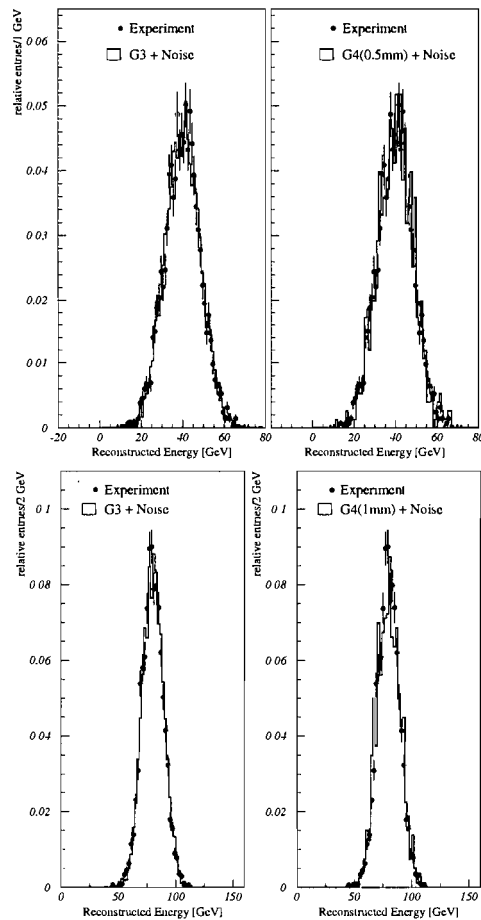 relative entries/1 GeV
0.06
0.05
0.04
0.03
0.02
0.01
0
Experiment
G3 + Noise
-20 0 20 40 60 80
Reconstructed Energy [GeV]
Experiment
G4(0.5mm) + Noise
-20 0 20 40 60 80
Reconstructed Energy [GeV]
relative entries/2 GeV
0 1
0 08
0 06
0 04
0.02
0
Experiment
G3 + Noise
0 50 100 150
Reconstructed Energy [GeV]
relative entries/2 GeV
0 1
0 08
0 06
0 04
0.02
0
Experiment
G4(1mm) + Noise
0 50 100 150
Reconstructed Energy [GeV]